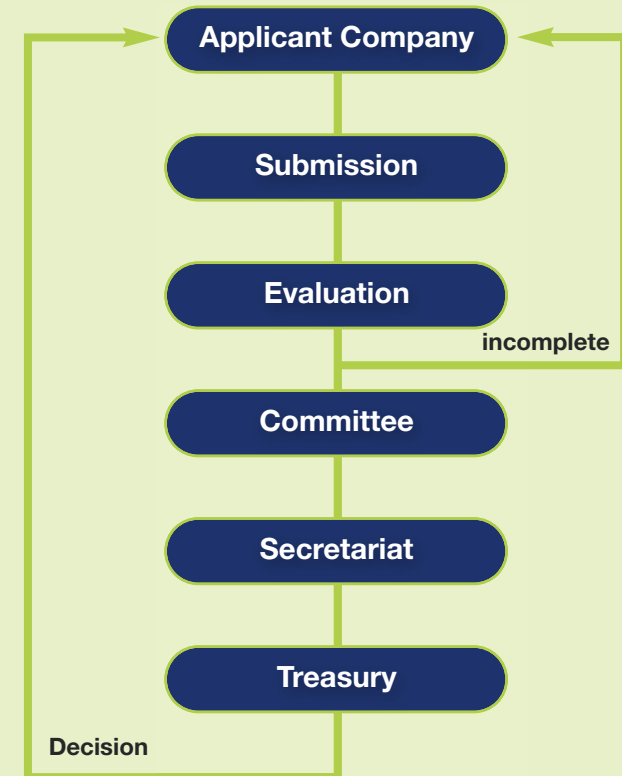 Applicant Company
Submission
Evaluation
incomplete
Committee
Secretariat
Treasury
Decision